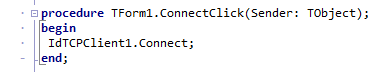 procedure TForm1.ConnectClick(Sender: TObject);
begin
IdTCPClient1.Connect;
end;